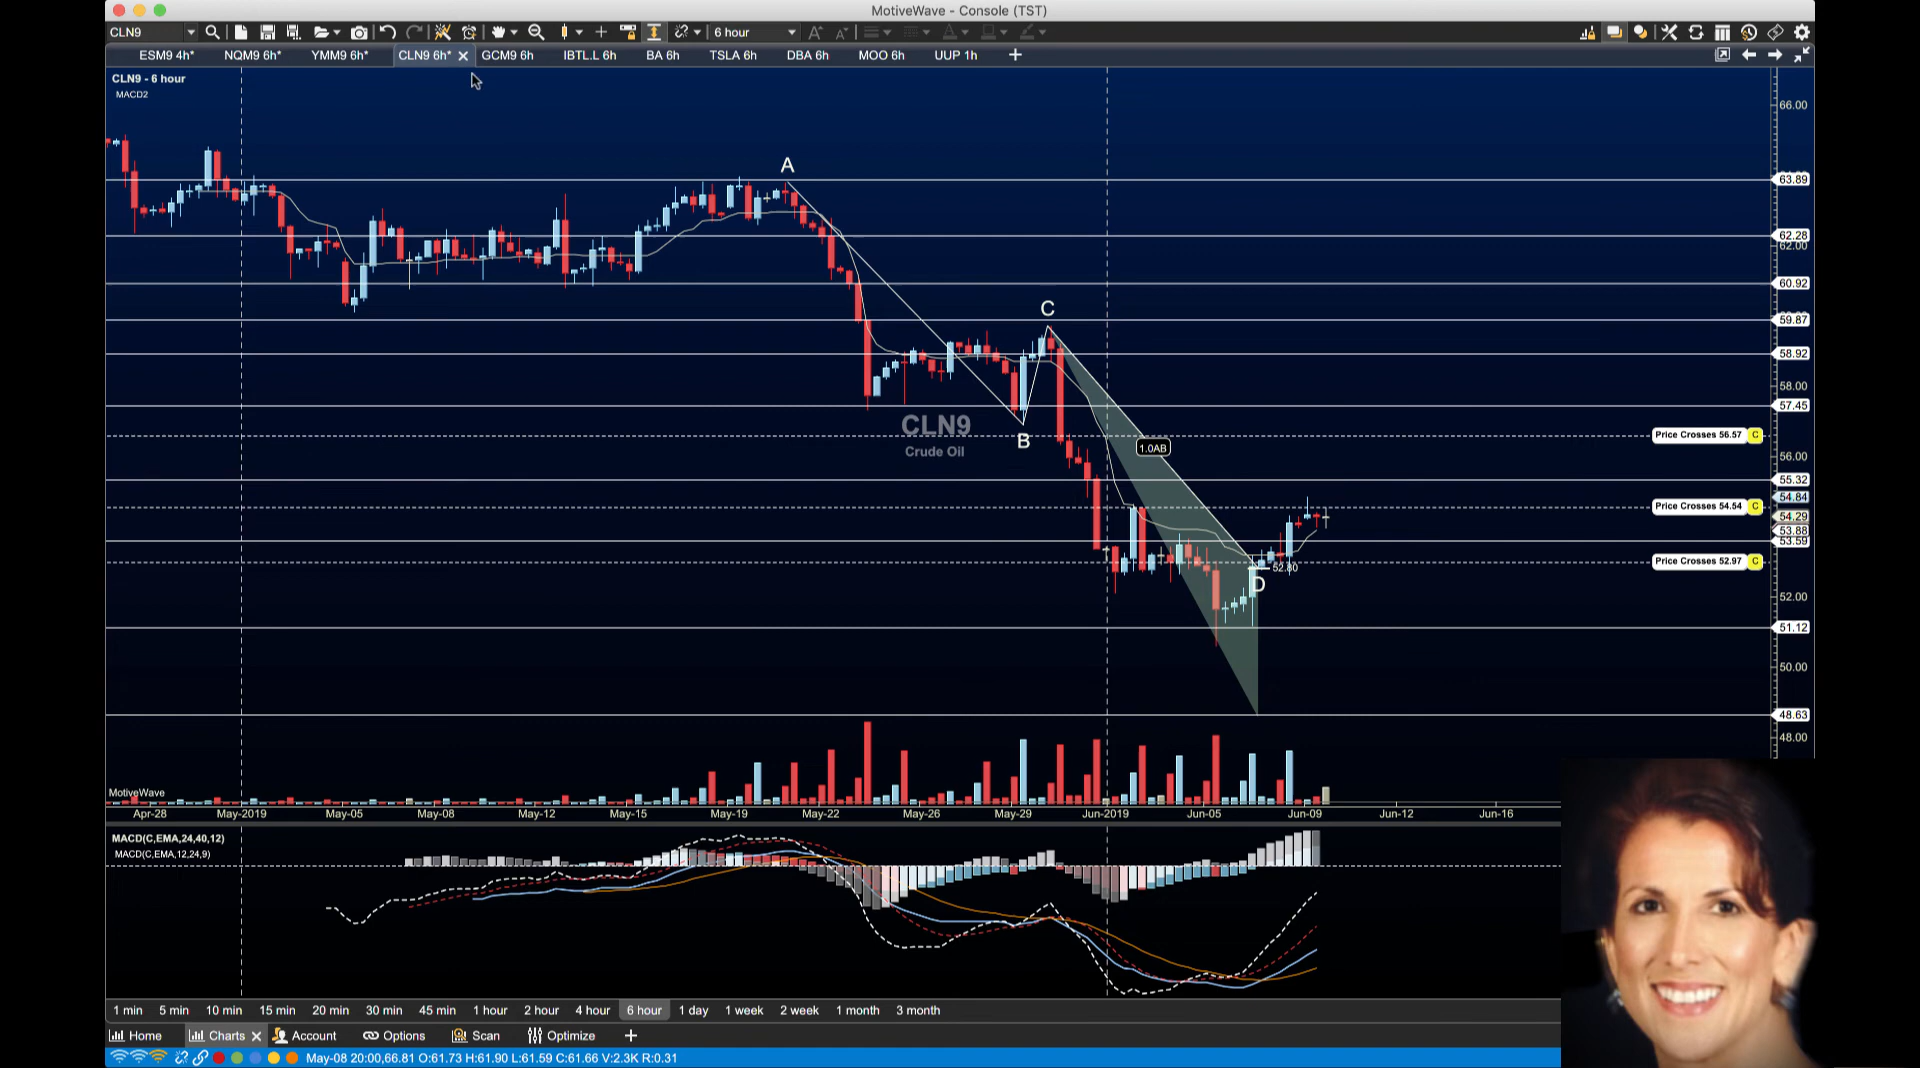 MotiveWave - Console (TST)
CLN9 6 hour
ESM9 4h* NQM9 6h* YMM9 6h* CLN9 6h* GCM9 6h IBTL.L 6h BA 6h TSLA 6h DBA 6h MOO 6h UUP 1h
CLN9 - 6 hour
MACD2
66.00
A
63.89
62.28
62.00
60.92
C
59.87
58.92
58.00
57.45
CLN9
Crude Oil
B
Price Crosses 56.57 C
1.0AB
56.00
55.32
54.84
Price Crosses 54.54 C
54.29
53.88
53.59
Price Crosses 52.97 C
52.80
D
52.00
51.12
50.00
48.63
48.00
MotiveWave
Apr-28 May-2019 May-05 May-08 May-12 May-15 May-19 May-22 May-26 May-29 Jun-2019 Jun-05 Jun-09 Jun-12 Jun-16
MACD(C,EMA,24,40,12)
MACD(C,EMA,12,24,9)
1 min 5 min 10 min 15 min 20 min 30 min 45 min 1 hour 2 hour 4 hour 6 hour 1 day 1 week 2 week 1 month 3 month
Home Charts Account Options Scan Optimize
May-08 20:00,66.81 O:61.73 H:61.90 L:61.59 C:61.66 V:2.3K R:0.31